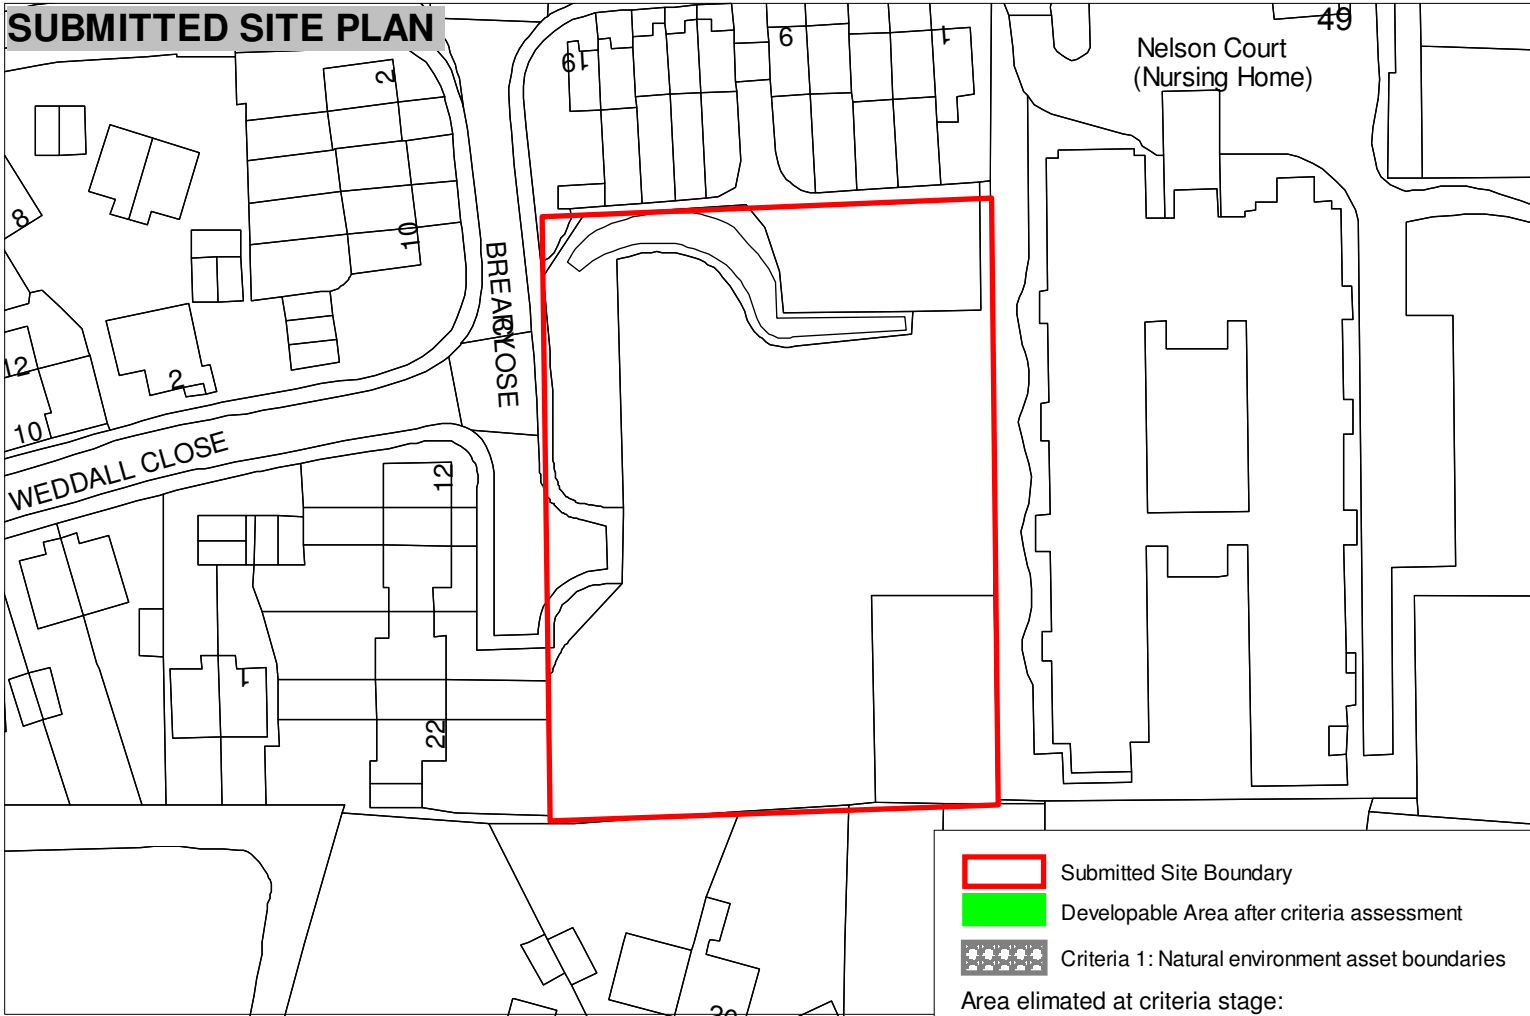 SUBMITTED SITE PLAN
49
Nelson Court
(Nursing Home)
2
19
9
1
8
10
BREARY CLOSE
12
2
10
WEDDALL CLOSE
12
1
22
30
Submitted Site Boundary
Developable Area after criteria assessment
Criteria 1: Natural environment asset boundaries
Area elimated at criteria stage: